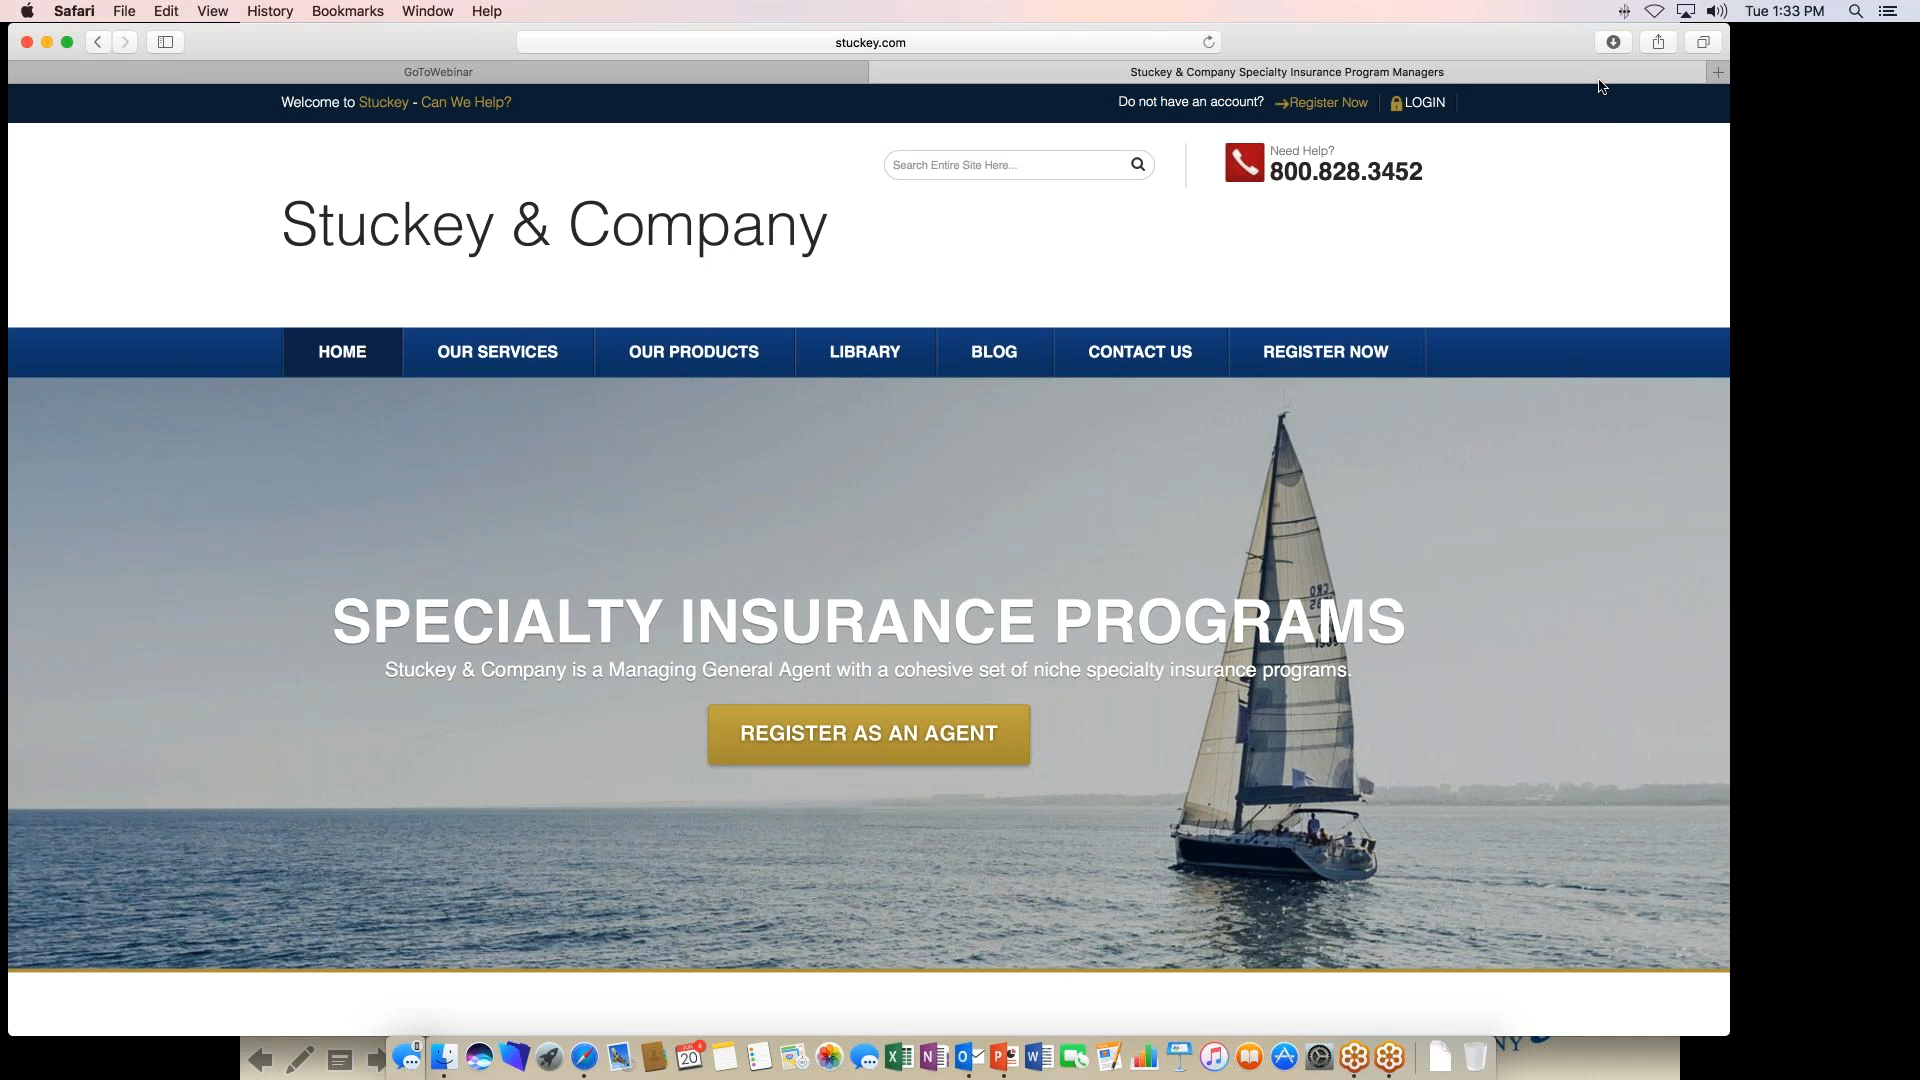 Safari File Edit View History Bookmarks Window Help Tue 1:33 PM
stuckey.com
GoToWebinar Stuckey & Company Specialty Insurance Program Managers
Welcome to Stuckey - Can We Help? Do not have an account? Register Now LOGIN
Search Entire Site Here...
Need Help?
800.828.3452
Stuckey & Company
HOME OUR SERVICES OUR PRODUCTS LIBRARY BLOG CONTACT US REGISTER NOW
SPECIALTY INSURANCE PROGRAMS
Stuckey & Company is a Managing General Agent with a cohesive set of niche specialty insurance programs.
REGISTER AS AN AGENT
JUN
20
4
NY